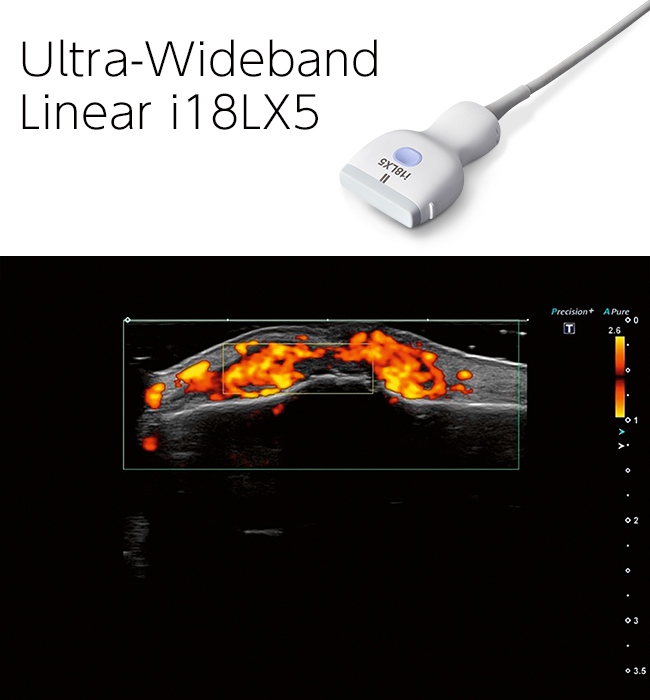 Ultra-Wideband
Linear i18LX5
i18LX5
Precision+ APure
T
0
2.6
1
2
3
3.5